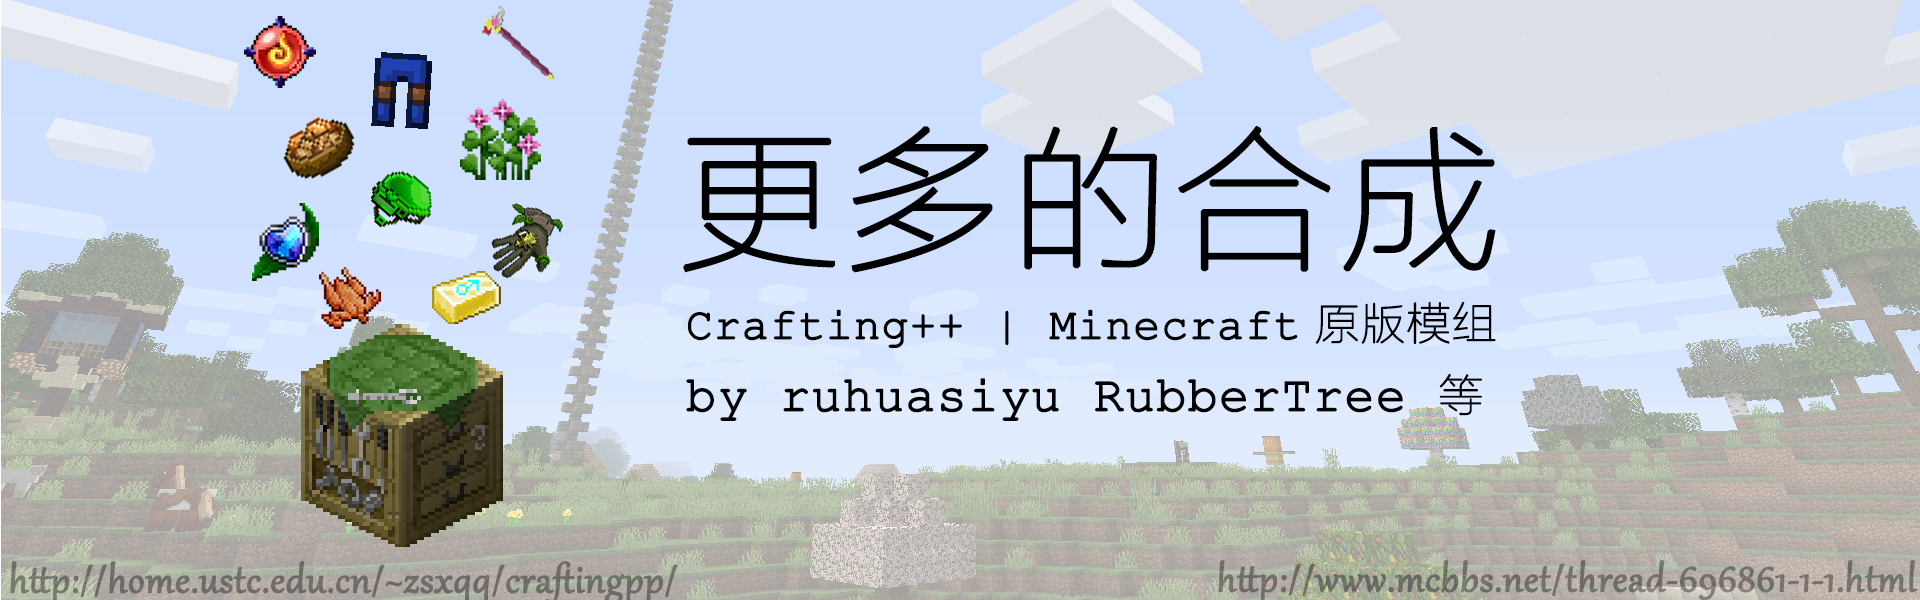 更多的合成
Crafting++ | Minecraft 原版模组
by ruhuasiyu RubberTree 等
http://home.ustc.edu.cn/~zsxqq/craftingpp/
http://www.mcbbs.net/thread-696861-1-1.html